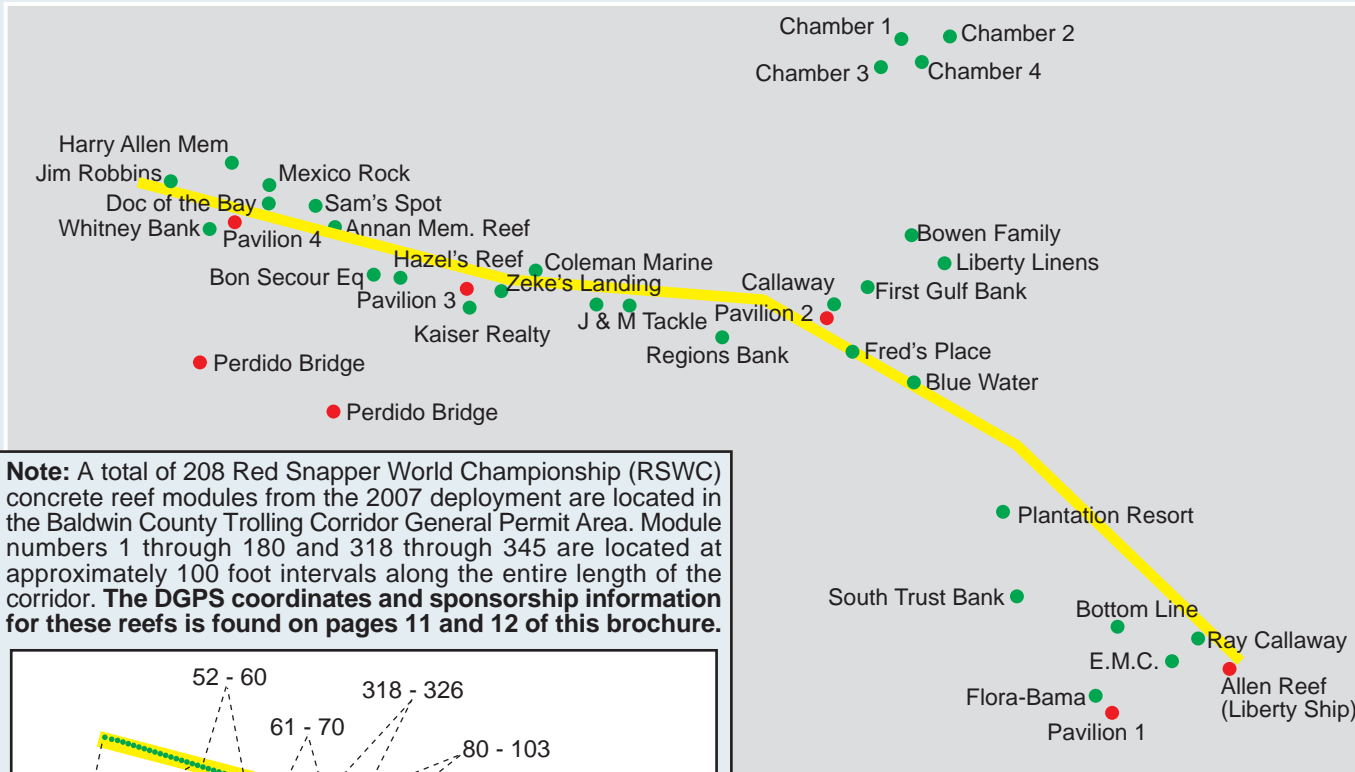 Chamber 1
Chamber 2
Chamber 3
Chamber 4
Harry Allen Mem
Jim Robbins
Mexico Rock
Doc of the Bay
Sam's Spot
Whitney Bank
Pavilion 4
Annan Mem. Reef
Bowen Family
Hazel's Reef
Coleman Marine
Liberty Linens
Bon Secour Eq
Zeke's Landing
Callaway
First Gulf Bank
Pavilion 3
J & M Tackle
Pavilion 2
Kaiser Realty
Regions Bank
Fred's Place
Perdido Bridge
Blue Water
Perdido Bridge
Note: A total of 208 Red Snapper World Championship (RSWC)
concrete reef modules from the 2007 deployment are located in
the Baldwin County Trolling Corridor General Permit Area. Module
numbers 1 through 180 and 318 through 345 are located at
approximately 100 foot intervals along the entire length of the
corridor. The DGPS coordinates and sponsorship information
for these reefs is found on pages 11 and 12 of this brochure.
Plantation Resort
South Trust Bank
Bottom Line
Ray Callaway
E.M.C.
Allen Reef
(Liberty Ship)
Flora-Bama
Pavilion 1
52 - 60
318 - 326
61 - 70
80 - 103